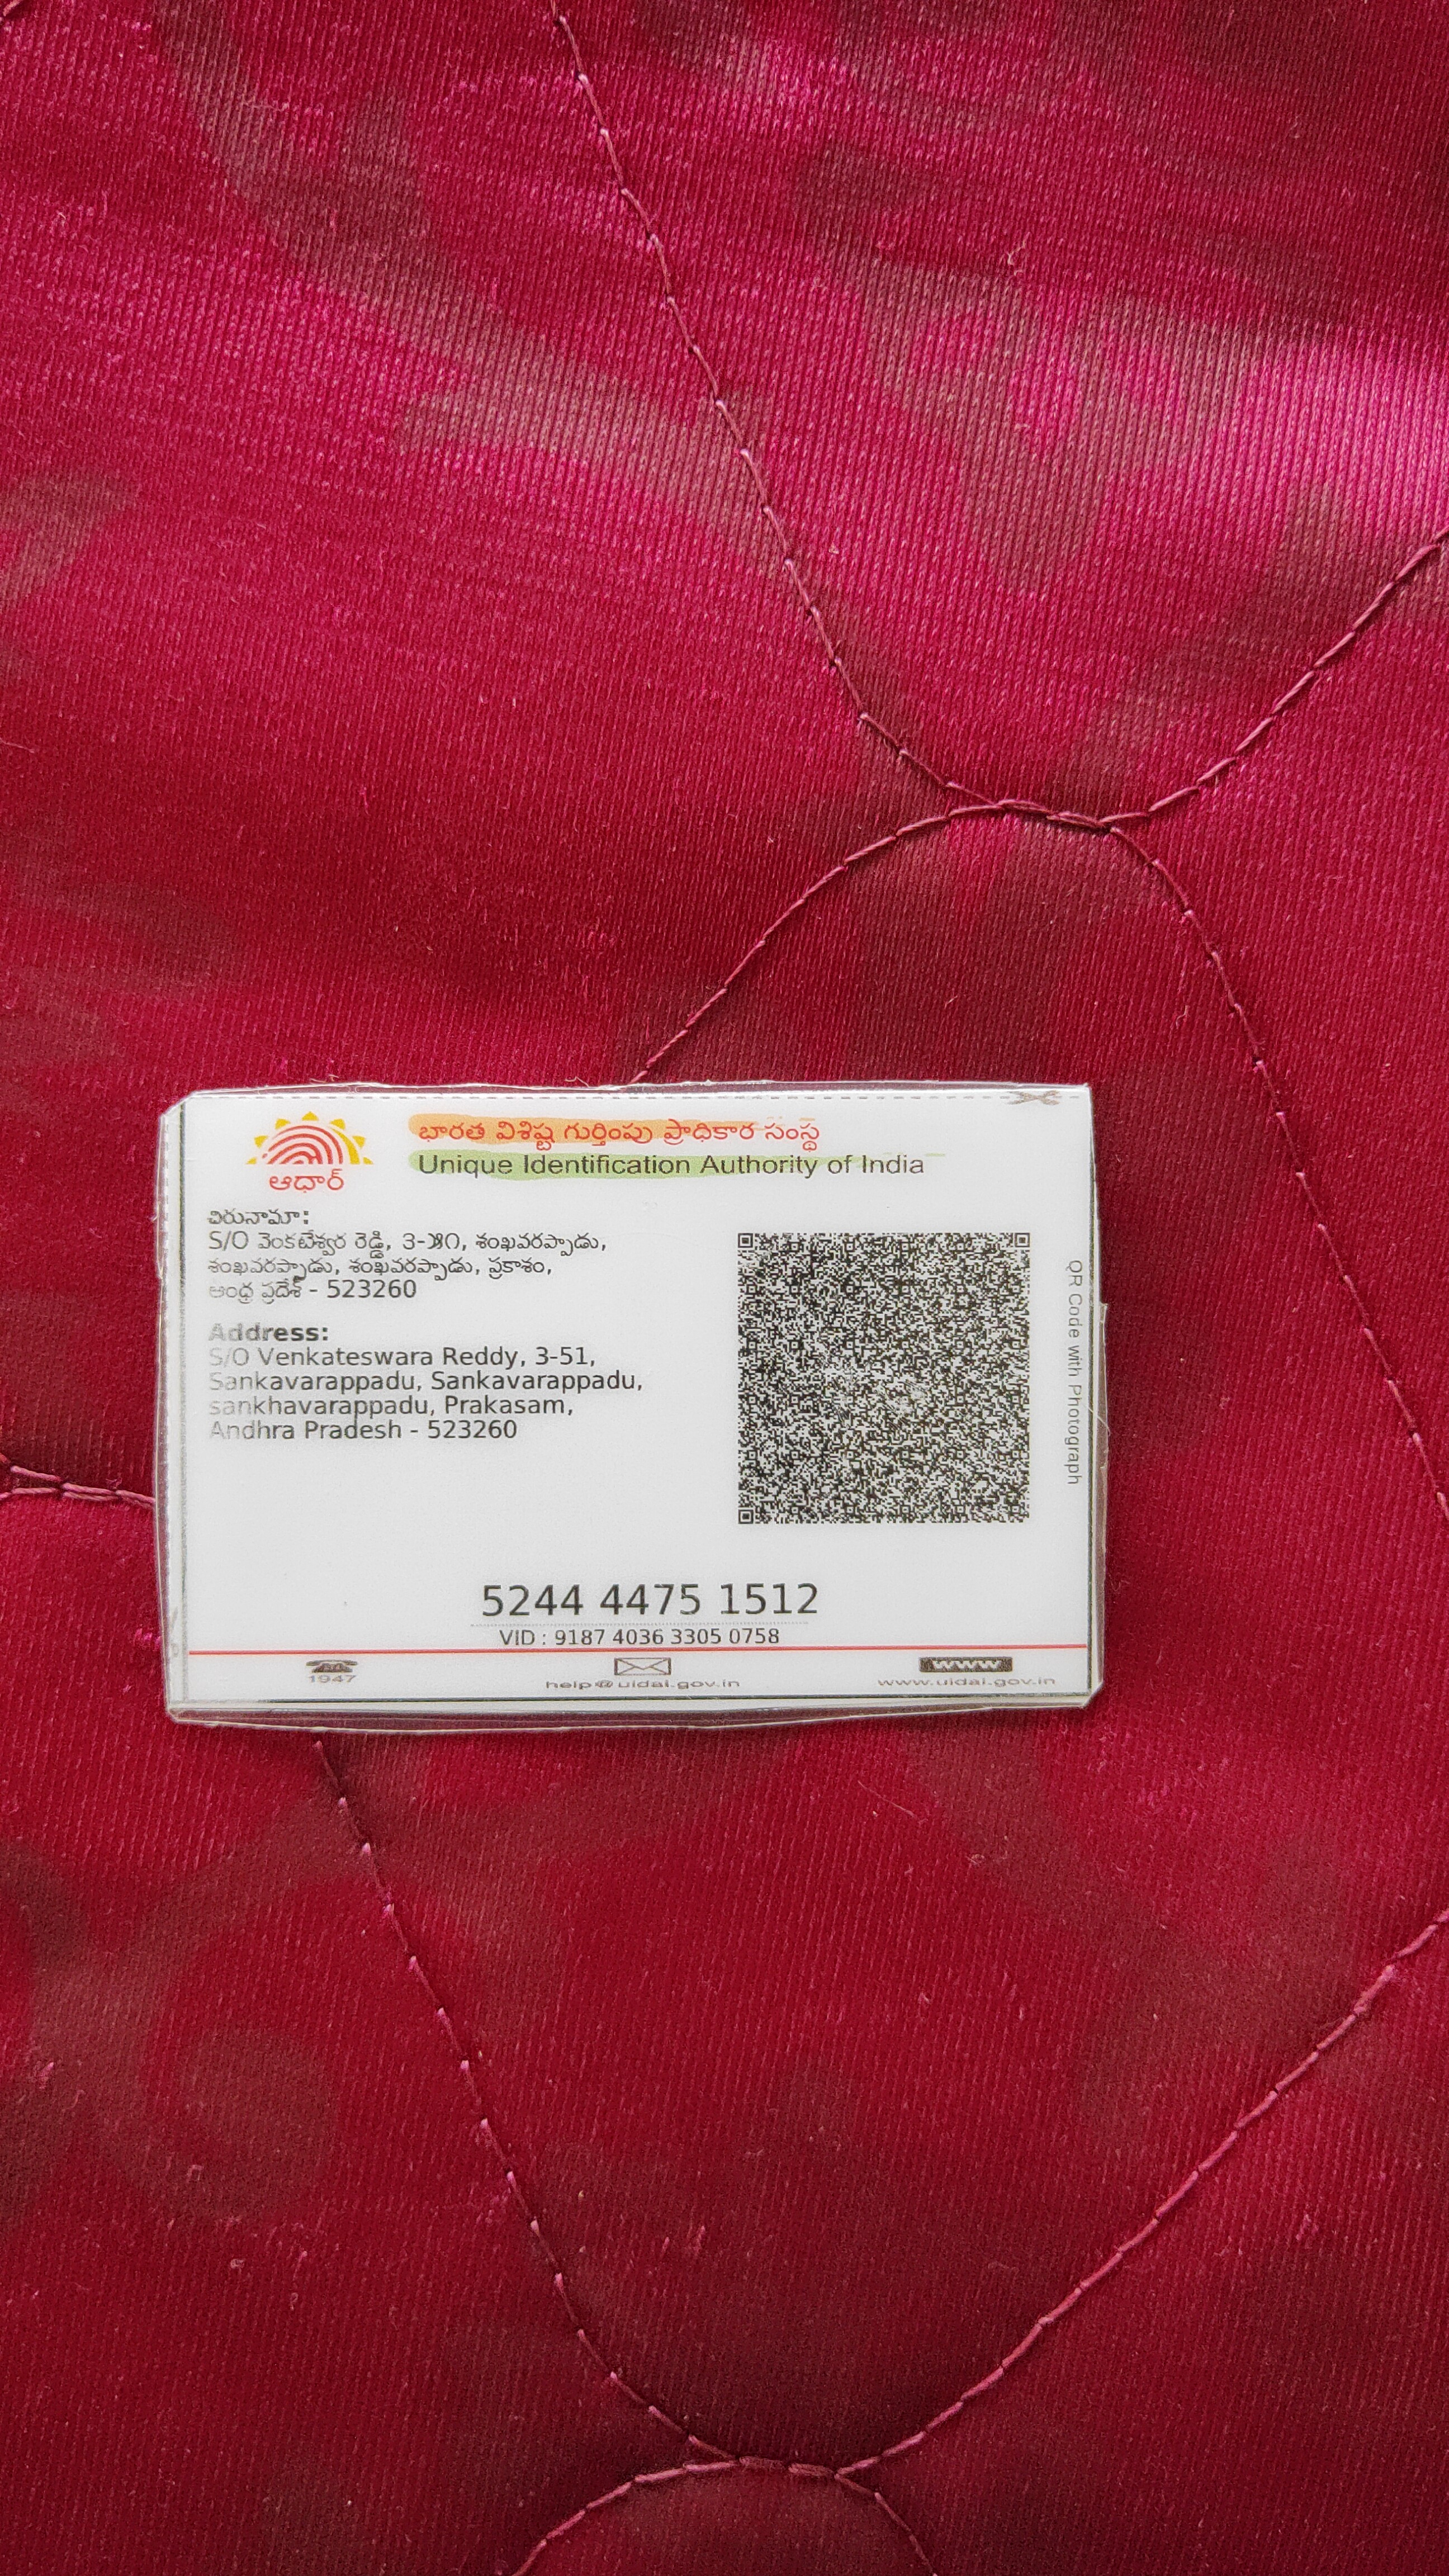 ఆధార్
భారత విశిష్ట గుర్తింపు ప్రాధికార సంస్థ
Unique Identification Authority of India
చిరునామా:
S/O వెంకటేశ్వర రెడ్డి, ౩-౫౧, శంఖవరప్పాడు,
శంఖవరప్పాడు, శంఖవరప్పాడు, ప్రకాశం,
ఆంధ్ర ప్రదేశ్ - 523260
Address:
S/O Venkateswara Reddy, 3-51,
Sankavarappadu, Sankavarappadu,
sankhavarappadu, Prakasam,
Andhra Pradesh - 523260
QR Code with Photograph
5244 4475 1512
VID : 9187 4036 3305 0758
1947
help@uidai.gov.in
www
www.uidai.gov.in